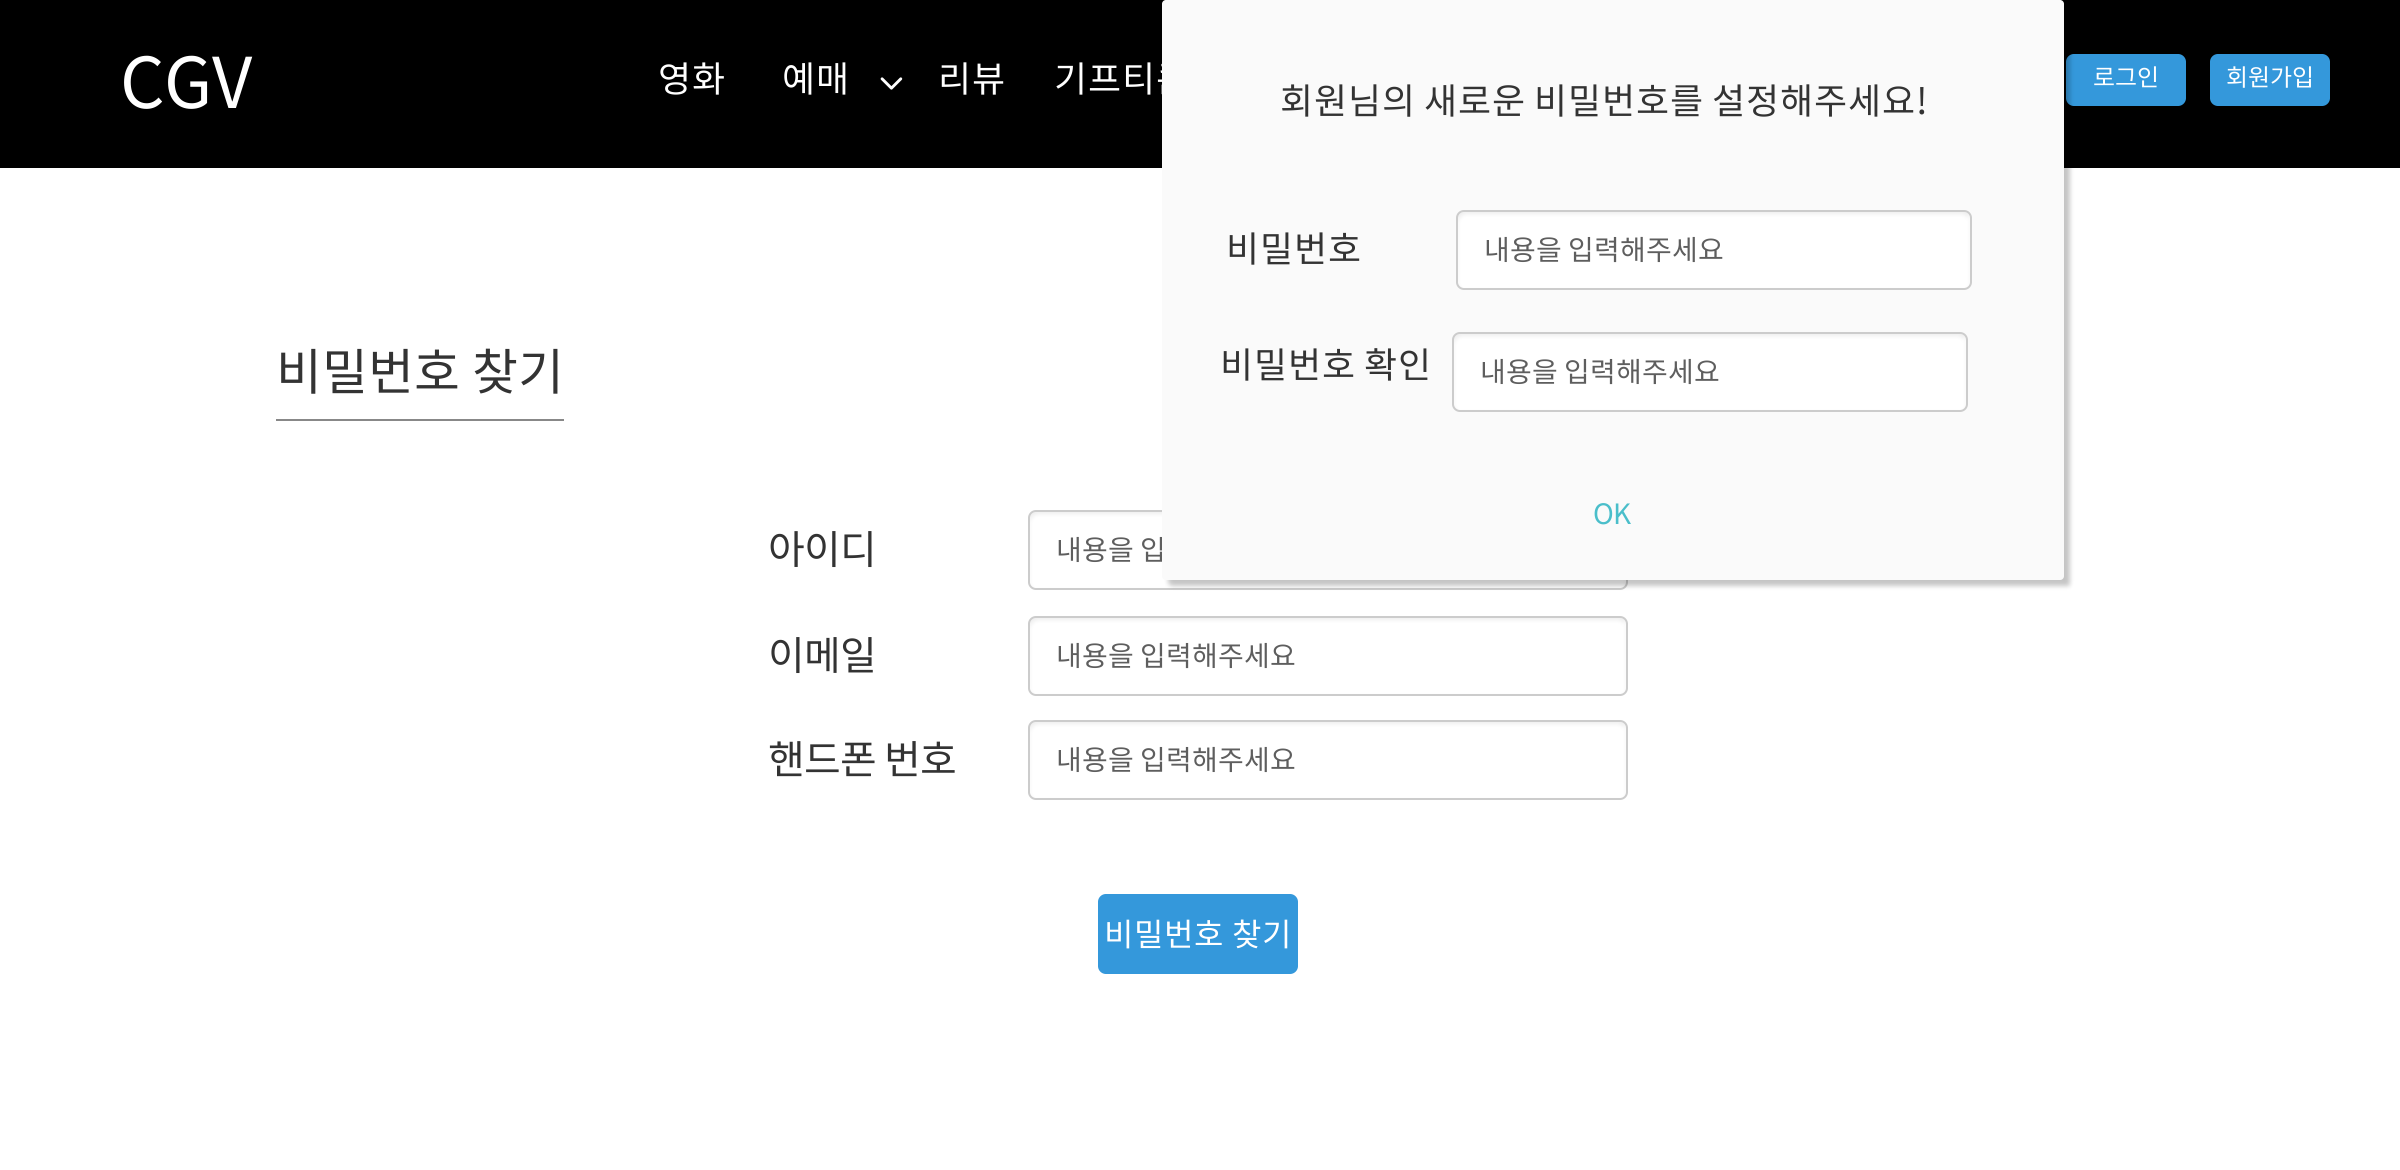 CGV
영화 예매 리뷰 기프티
로그인 회원가입
회원님의 새로운 비밀번호를 설정해주세요!
비밀번호 내용을 입력해주세요
비밀번호 확인 내용을 입력해주세요
OK
비밀번호 찾기
아이디 내용을 입
이메일 내용을 입력해주세요
핸드폰 번호 내용을 입력해주세요
비밀번호 찾기